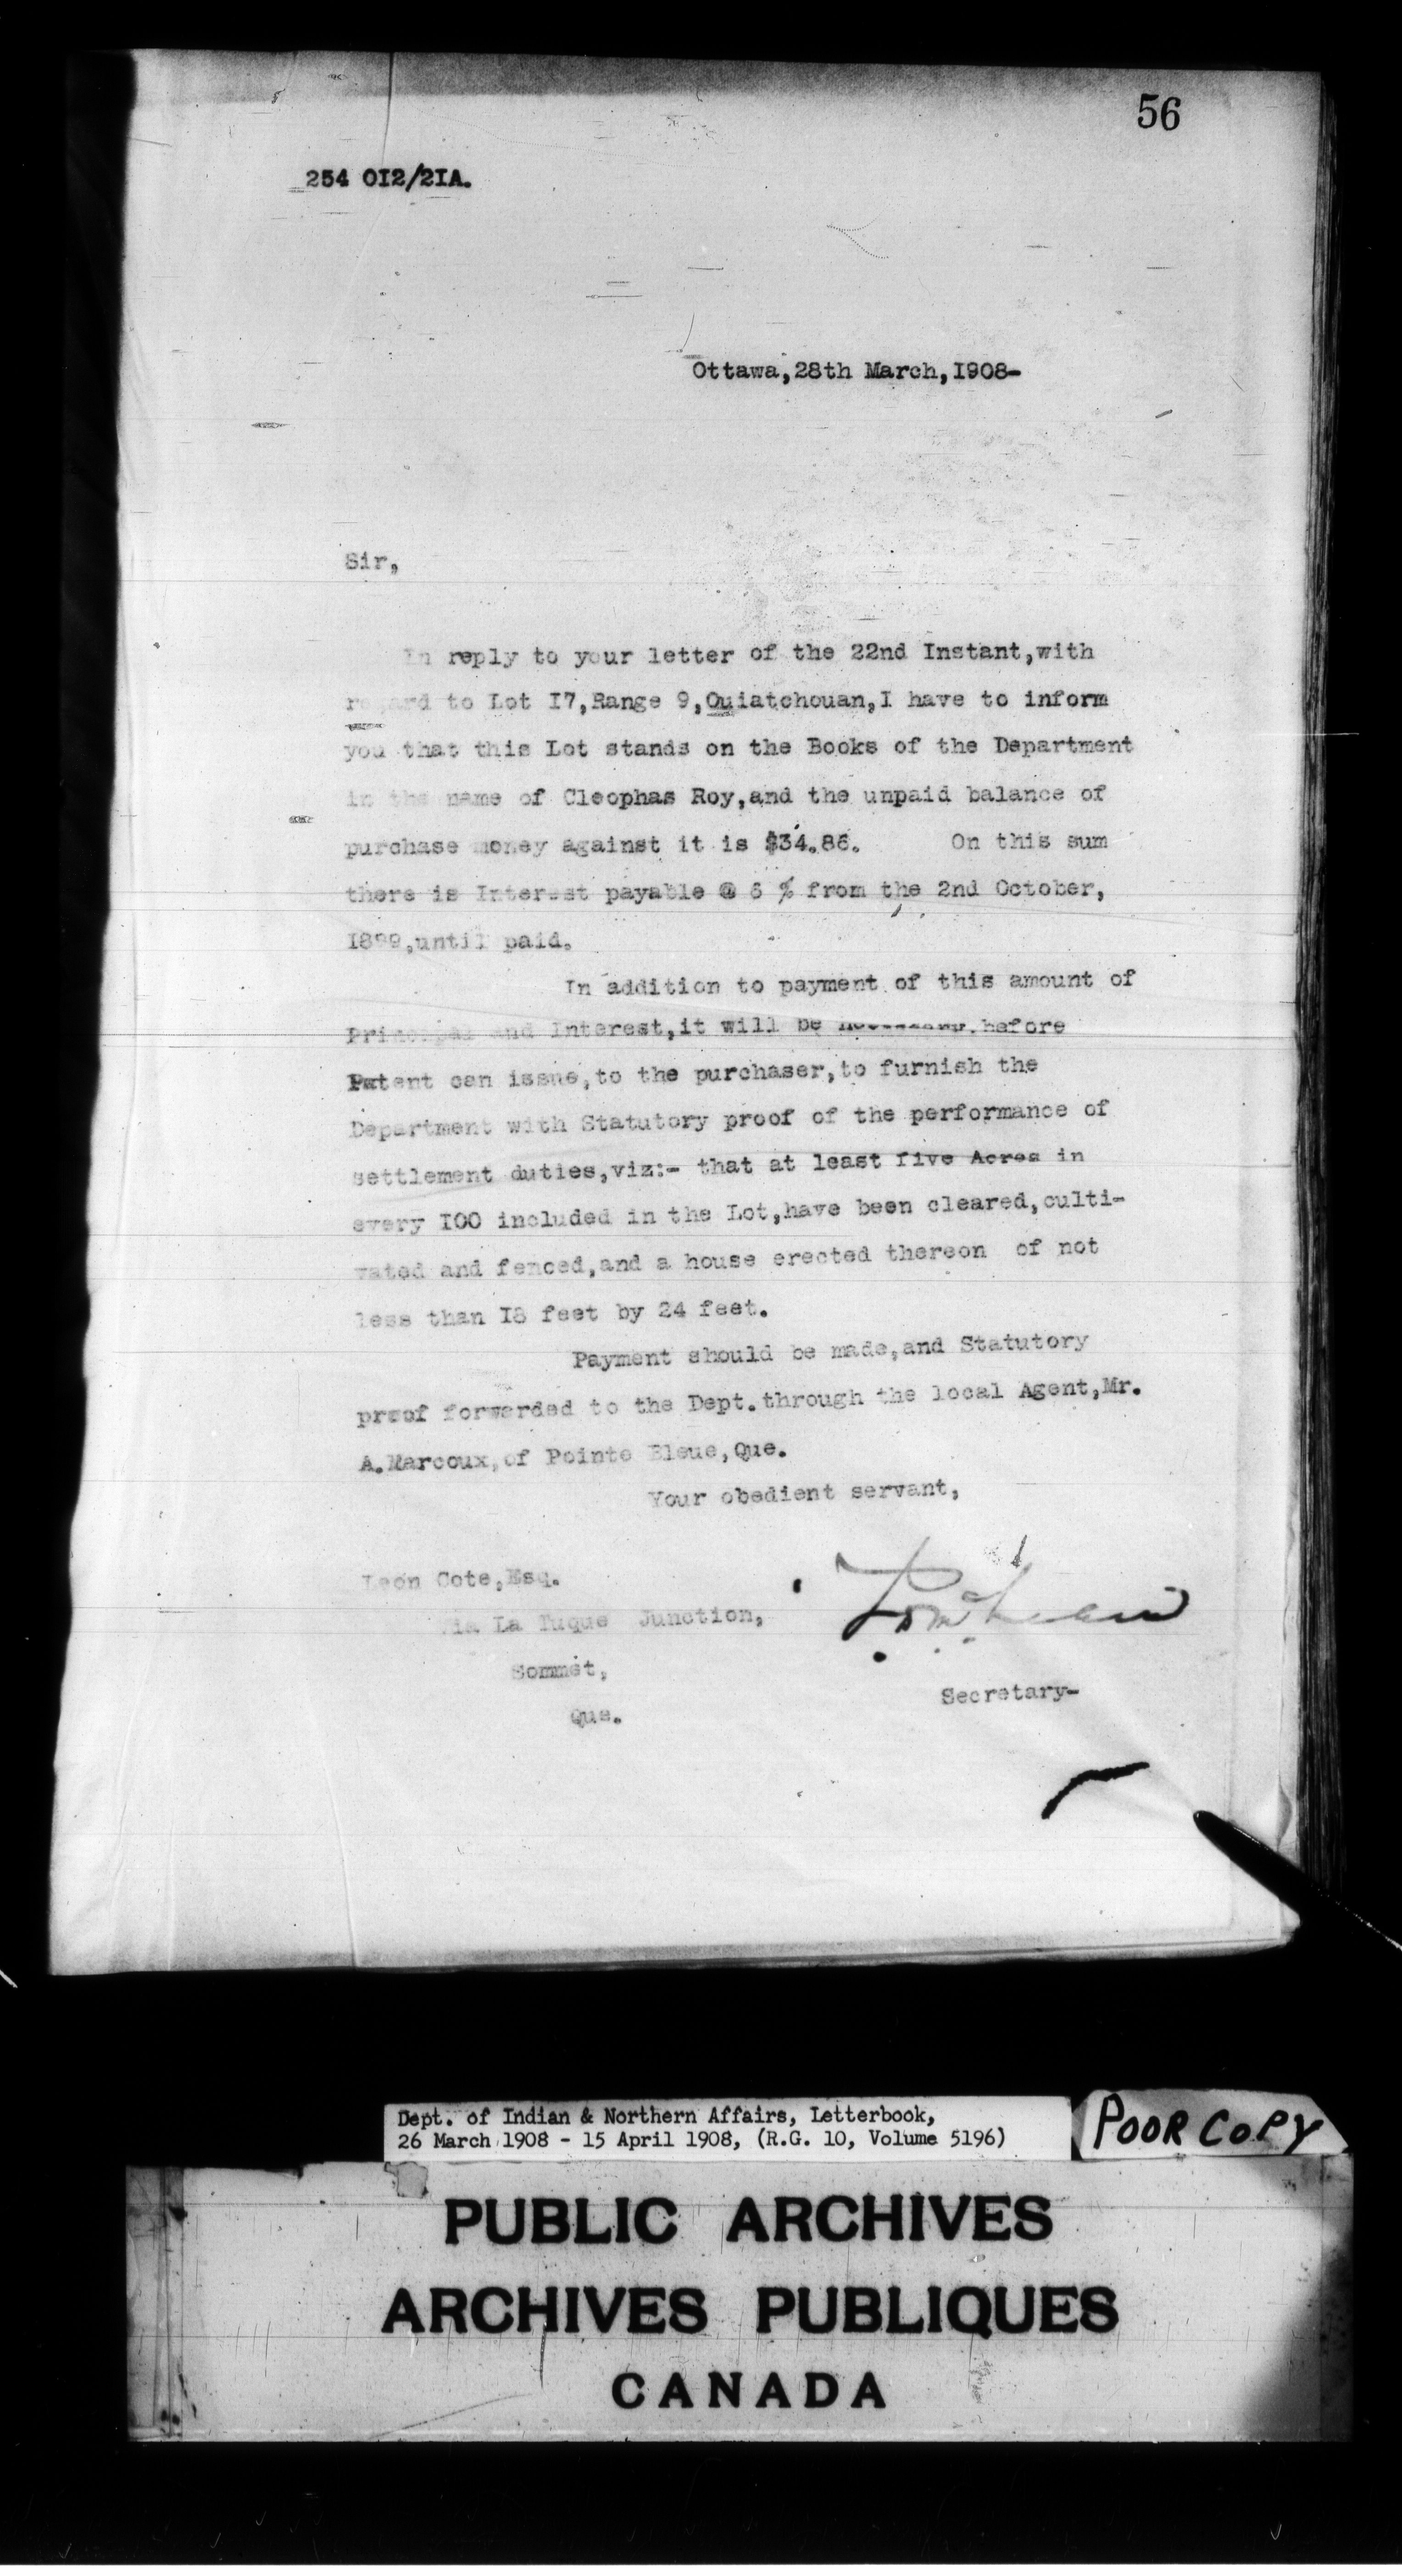 56
254 OI2/2IA.
Ottawa,28th March,I908-
Sir,
In reply to your letter of the 22nd Instant,with
regard to Lot I7,Range 9,Ouiatchouan,I have to inform
you that this Lot stands on the Books of the Department
in the name of Cleophas Roy,and the unpaid balance of
purchase money against it is $34.86. On this sum
there is Interest payable @ 6 % from the 2nd October,
I899,until paid.
In addition to payment of this amount of
Principal and Interest,it will be necessary,before
Patent can issue,to the purchaser,to furnish the
Department with Statutory proof of the performance of
settlement duties,viz:- that at least five Acres in
every I00 included in the Lot,have been cleared,culti-
vated and fenced,and a house erected thereon of not
less than I8 feet by 24 feet.
Payment should be made,and Statutory
proof forwarded to the Dept.through the local Agent,Mr.
A.Marcoux,of Pointe Bleue,Que.
Your obedient servant,
Leon Cote,Esq.
Via La Tuque Junction,
Sommet,
Que.
Secretary-
Dept. of Indian & Northern Affairs, Letterbook,
26 March 1908 - 15 April 1908, (R.G. 10, Volume 5196)
POOR COPY
PUBLIC ARCHIVES
ARCHIVES PUBLIQUES
CANADA